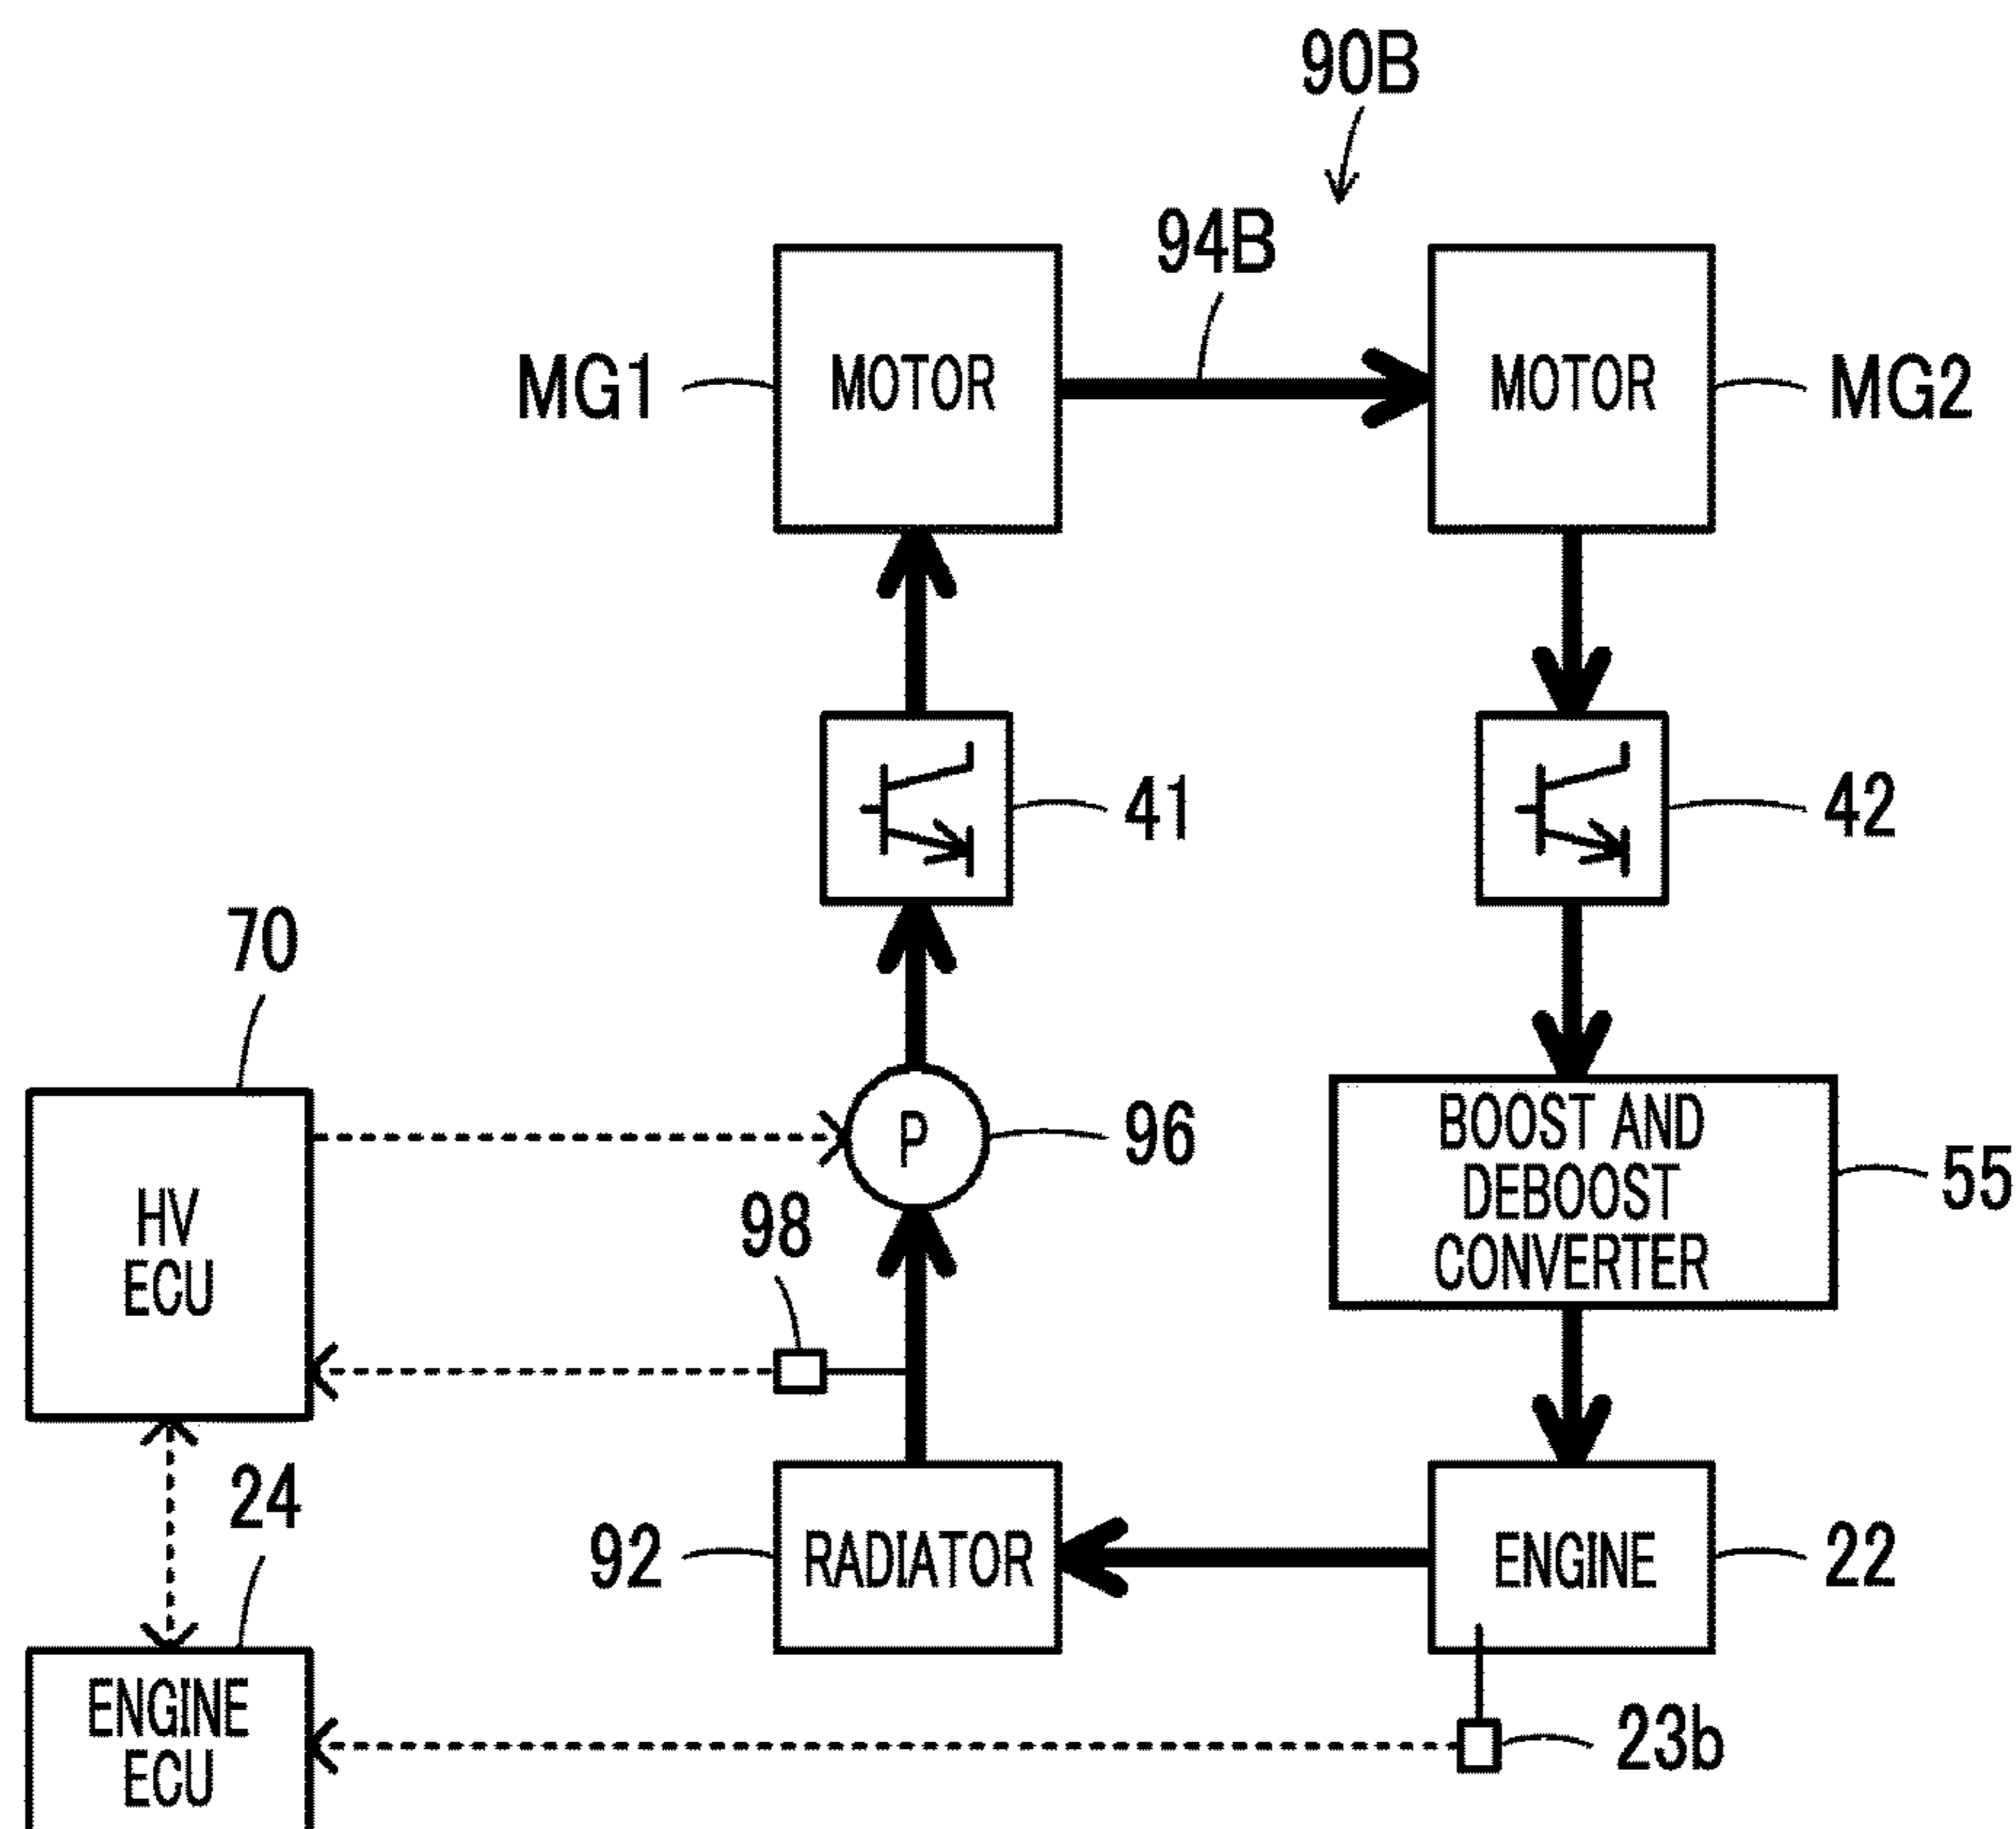 90B
94B
MG1
MOTOR
MOTOR
MG2
41
42
70
HV
ECU
P
96
98
BOOST AND
DEBOOST
CONVERTER
55
24
92
RADIATOR
ENGINE
22
ENGINE
ECU
23b